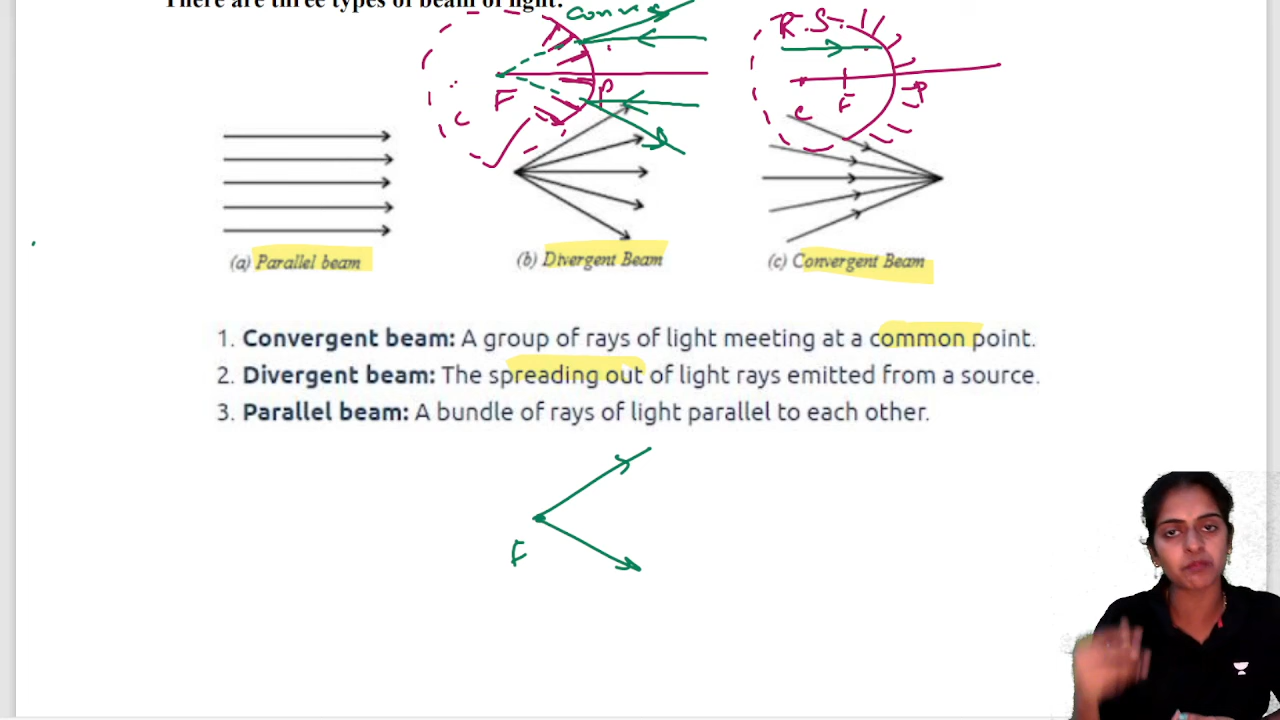 There are three types of beam of light.
convex
R.S.
F
P
C
C
F
P
(a) Parallel beam
(b) Divergent Beam
(c) Convergent Beam
1. Convergent beam: A group of rays of light meeting at a common point.
2. Divergent beam: The spreading out of light rays emitted from a source.
3. Parallel beam: A bundle of rays of light parallel to each other.
F